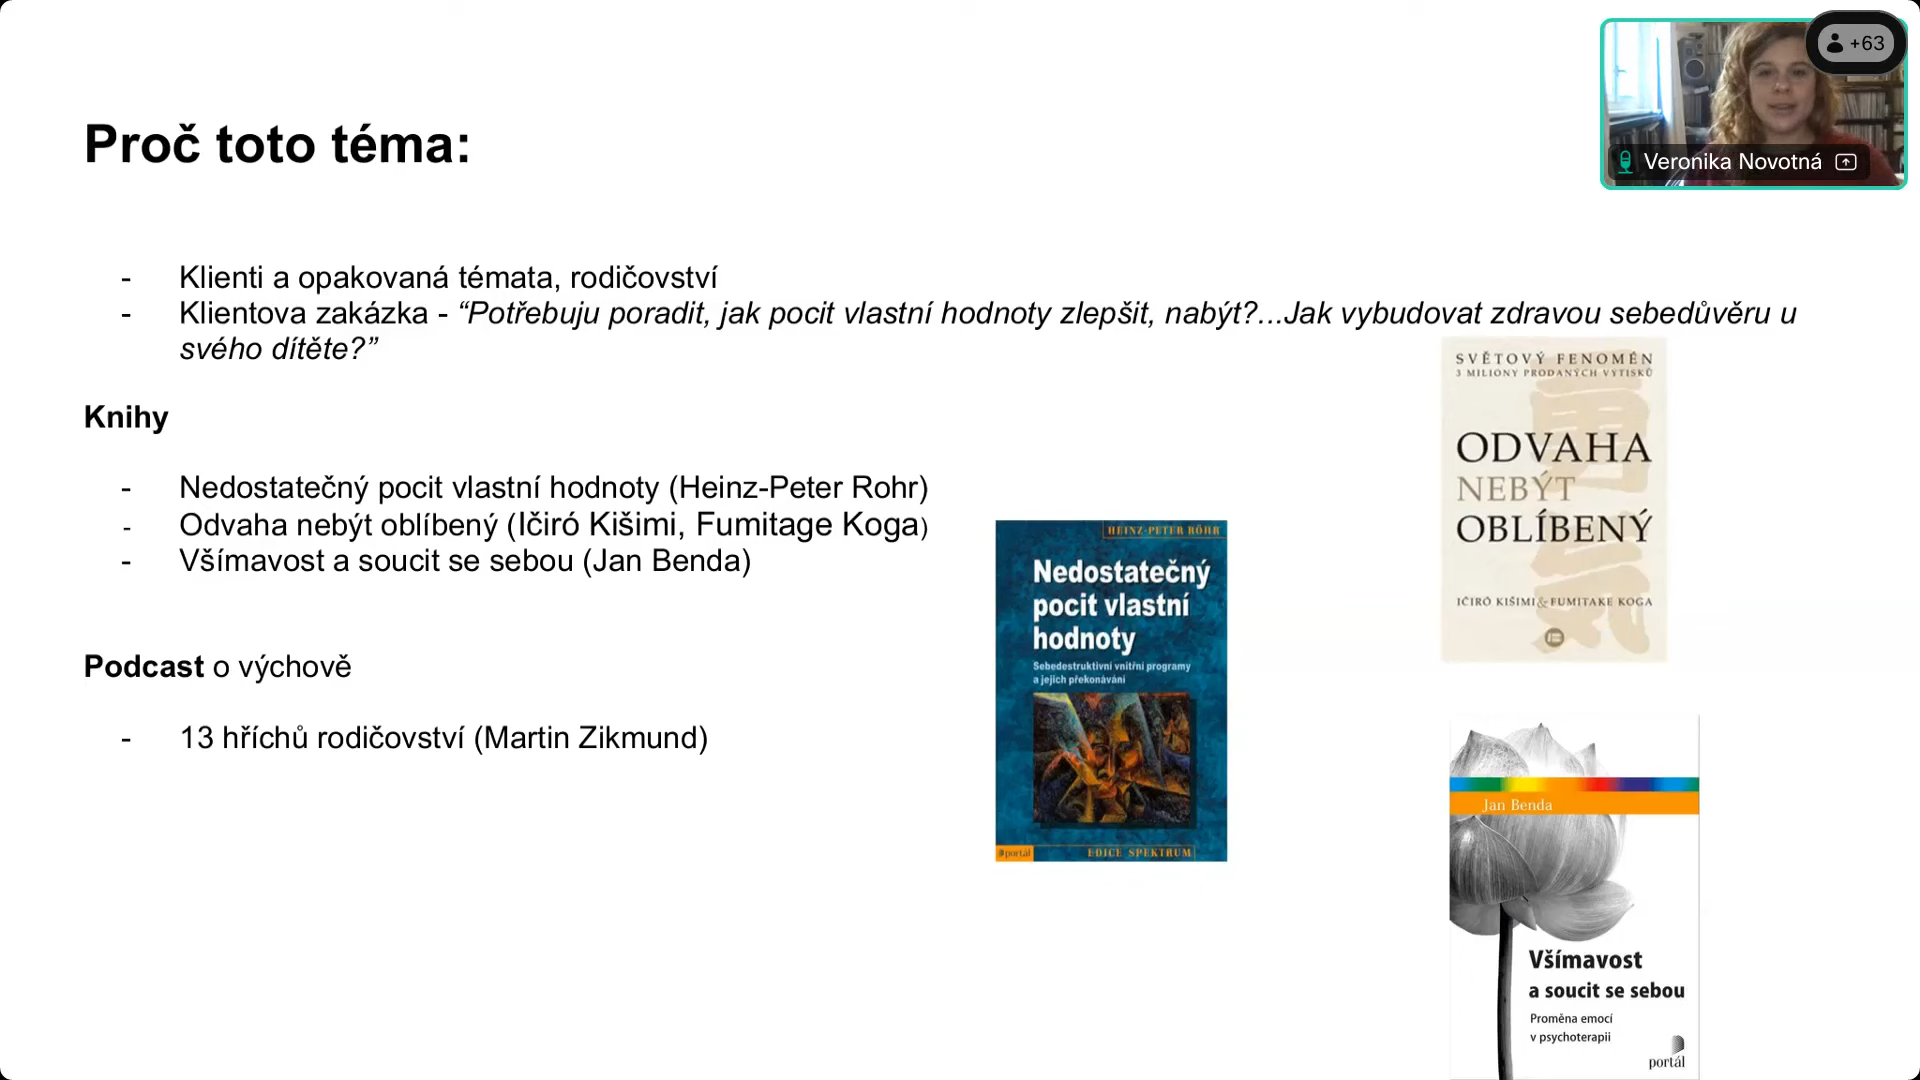 Proč toto téma:
+63
Veronika Novotná
- Klienti a opakovaná témata, rodičovství
- Klientova zakázka - “Potřebuju poradit, jak pocit vlastní hodnoty zlepšit, nabýt?...Jak vybudovat zdravou sebedůvěru u
svého dítěte?”
Knihy
- Nedostatečný pocit vlastní hodnoty (Heinz-Peter Rohr)
- Odvaha nebýt oblíbený (Ičiró Kišimi, Fumitage Koga)
- Všímavost a soucit se sebou (Jan Benda)
Podcast o výchově
- 13 hříchů rodičovství (Martin Zikmund)
HEINZ-PETER RÖHR
Nedostatečný
pocit vlastní
hodnoty
Sebedestruktivní vnitřní programy
a jejich překonávání
portál
EDICE SPEKTRUM
SVĚTOVÝ FENOMÉN
3 MILIONY PRODANÝCH VÝTISKŮ
ODVAHA
NEBÝT
OBLÍBENÝ
勇気
IČIRÓ KIŠIMI & FUMITAKE KOGA
Jan Benda
Všímavost
a soucit se sebou
Proměna emocí
v psychoterapii
portál